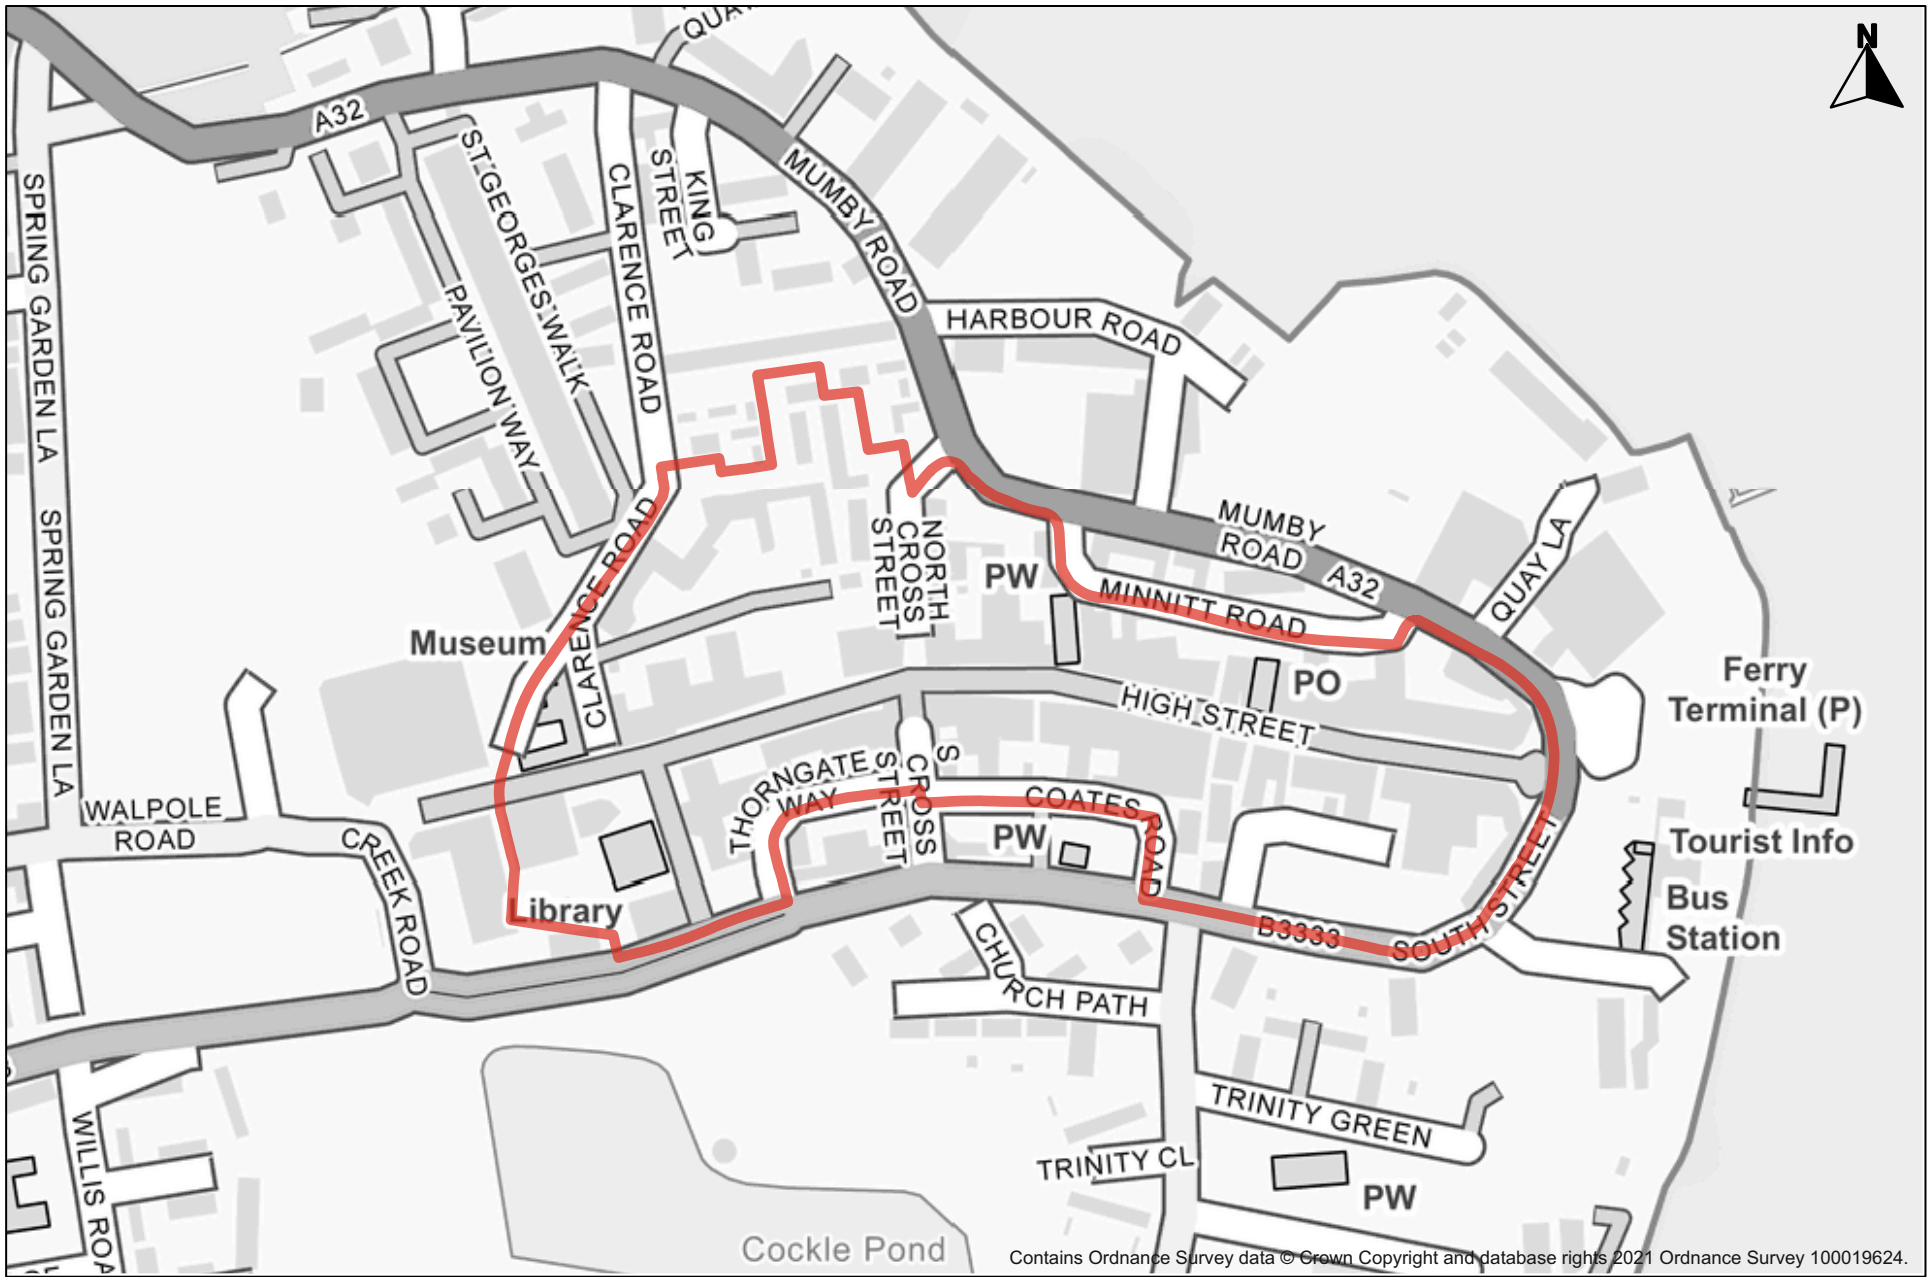 QUAY
N
A32
ST GEORGES WALK
CLARENCE ROAD
KING
STREET
MUMBY ROAD
SPRING GARDEN LA
PAVILION WAY
HARBOUR ROAD
SPRING GARDEN LA
CLARENCE ROAD
NORTH
CROSS
STREET
MUMBY
ROAD
A32
QUAY LA
PW
MINNITT ROAD
Museum
CLARENCE
PO
HIGH STREET
Ferry
Terminal (P)
THORNGATE
WAY
S
CROSS
STREET
COATES ROAD
PW
WALPOLE
ROAD
CREEK ROAD
Tourist Info
Bus
Station
Library
B3333
SOUTH STREET
CHURCH PATH
TRINITY GREEN
TRINITY CL
PW
WILLIS ROA
Cockle Pond
Contains Ordnance Survey data © Crown Copyright and database rights 2021 Ordnance Survey 100019624.